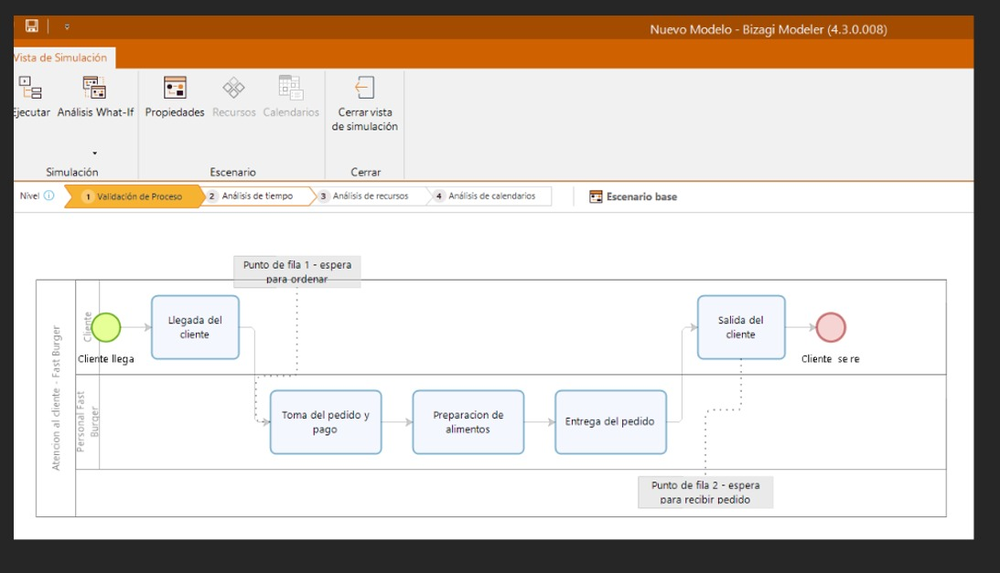 Nuevo Modelo - Bizagi Modeler (4.3.0.008)
Vista de Simulación
Ejecutar
Análisis What-If
Propiedades
Recursos
Calendarios
Cerrar vista
de simulación
Simulación
Escenario
Cerrar
Nivel
1 Validación de Proceso
2 Análisis de tiempo
3 Análisis de recursos
4 Análisis de calendarios
Escenario base
Punto de fila 1 - espera
para ordenar
Atencion al cliente - Fast Burger
Cliente
Cliente llega
Llegada del
cliente
Salida del
cliente
Cliente se re
Personal Fast
Burger
Toma del pedido y
pago
Preparacion de
alimentos
Entrega del pedido
Punto de fila 2 - espera
para recibir pedido